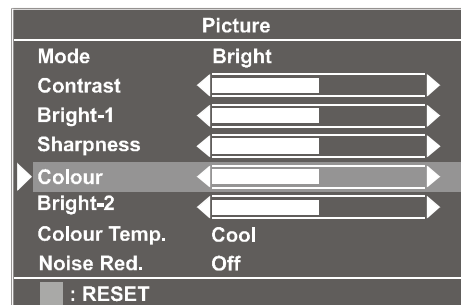 Picture
Mode Bright
Contrast
Bright-1
Sharpness
Colour
Bright-2
Colour Temp. Cool
Noise Red. Off
: RESET